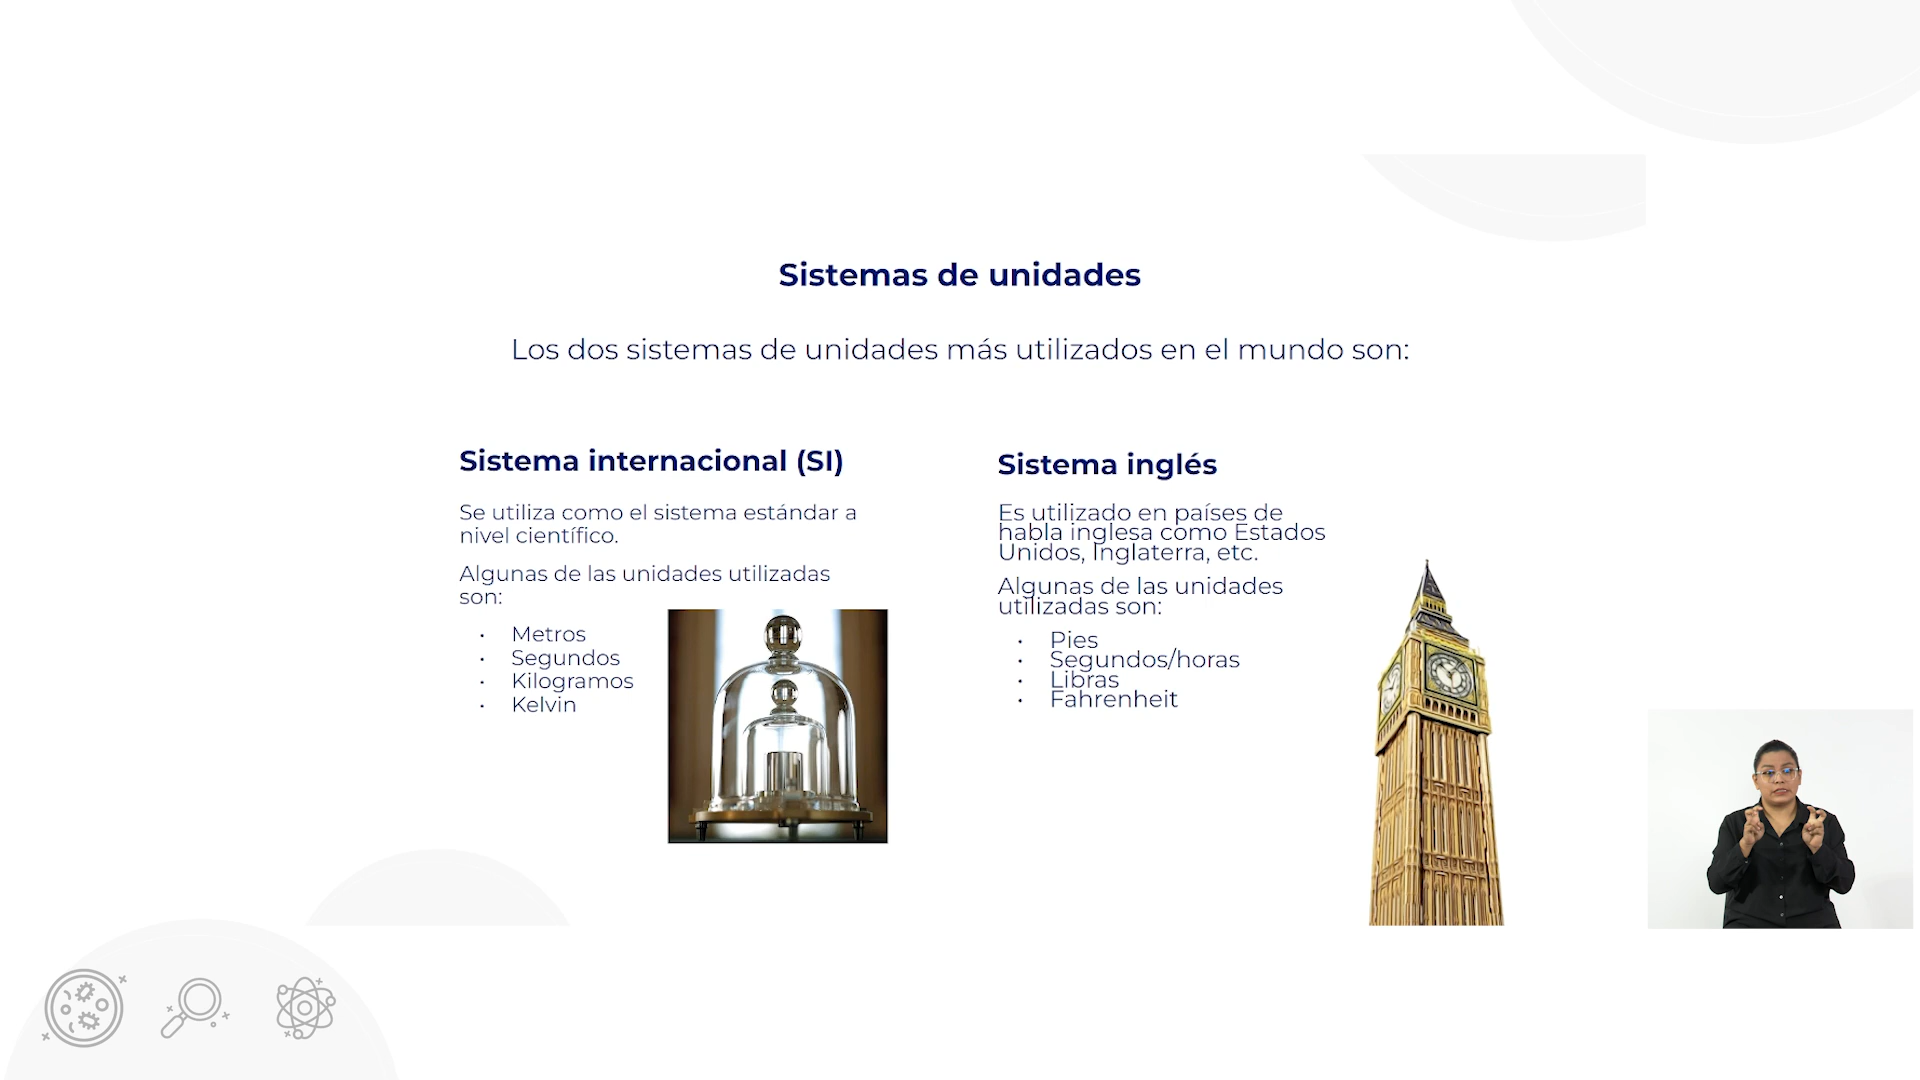 Sistemas de unidades
Los dos sistemas de unidades más utilizados en el mundo son:
Sistema internacional (SI)
Se utiliza como el sistema estándar a
nivel científico.
Algunas de las unidades utilizadas
son:
· Metros
· Segundos
· Kilogramos
· Kelvin
Sistema inglés
Es utilizado en países de
habla inglesa como Estados
Unidos, Inglaterra, etc.
Algunas de las unidades
utilizadas son:
· Pies
· Segundos/horas
· Libras
· Fahrenheit